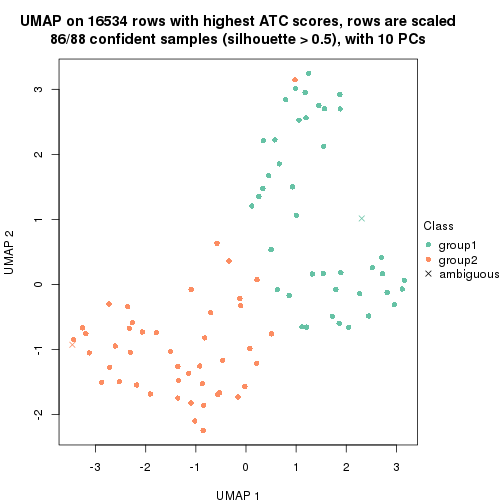 UMAP on 16534 rows with highest ATC scores, rows are scaled
86/88 confident samples (silhouette > 0.5), with 10 PCs
3
2
1
0
-1
-2
UMAP 2
-3
-2
-1
0
1
2
3
UMAP 1
Class
group1
group2
ambiguous